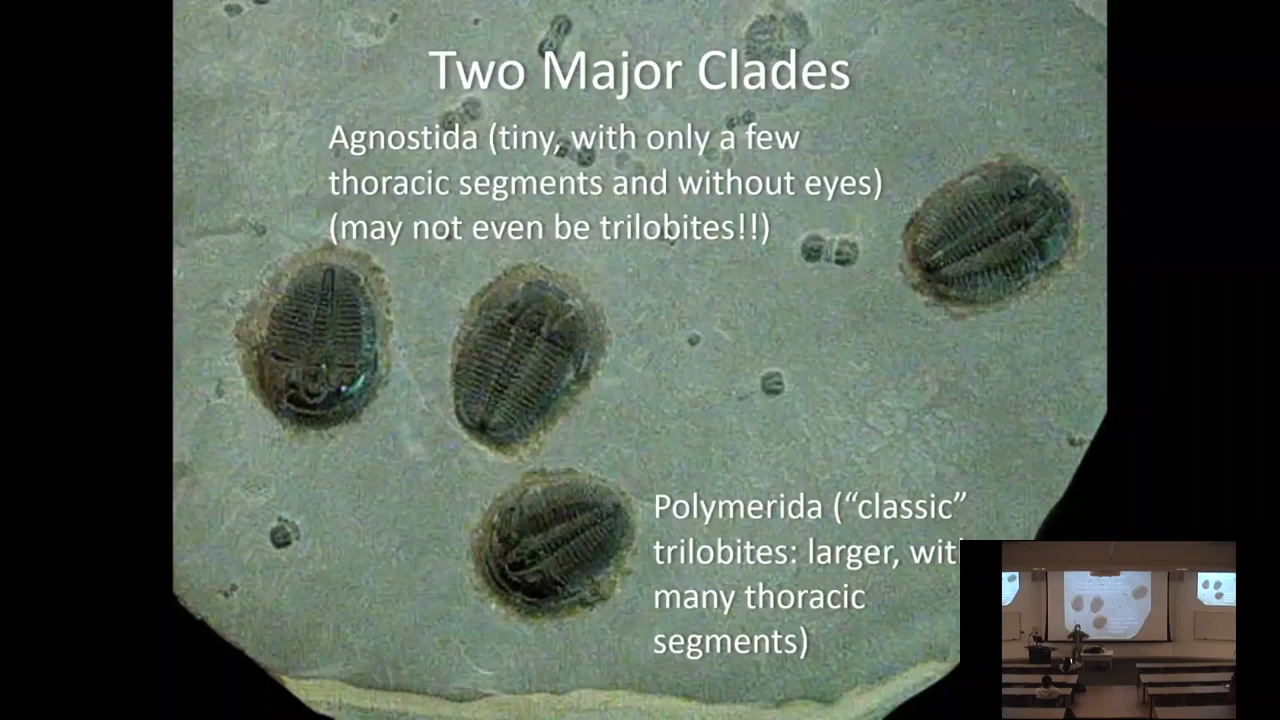 Two Major Clades
Agnostida (tiny, with only a few
thoracic segments and without eyes)
(may not even be trilobites!!)
Polymerida (“classic”
trilobites: larger, wit
many thoracic
segments)